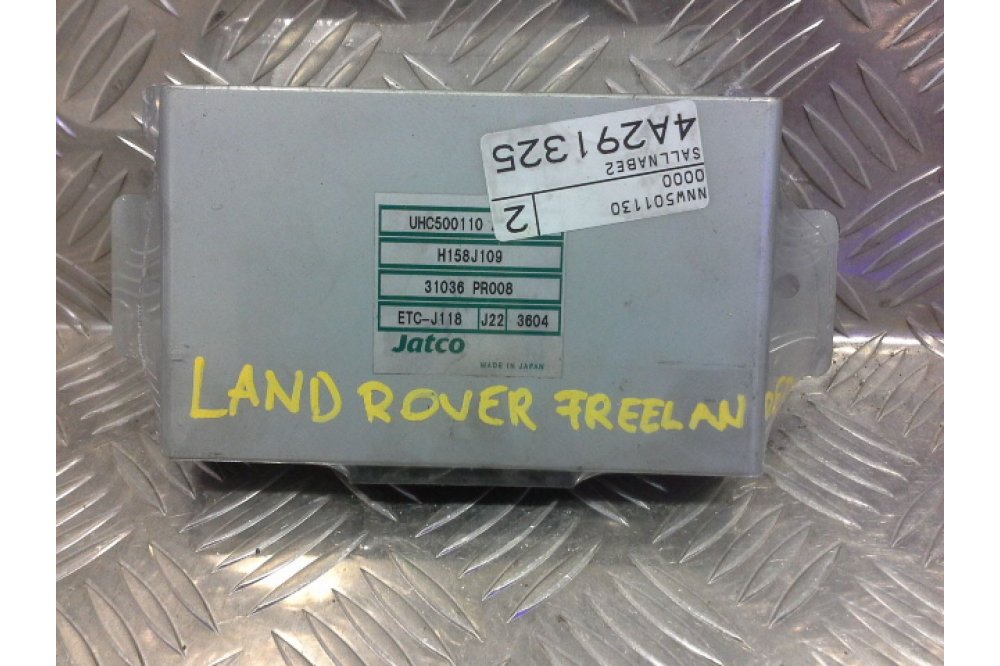 UHC500110
H158J109
31036 PR008
ETC-J118 J22 3604
Jatco
MADE IN JAPAN
NNW501130
0000
SALLNABE2
2
4A291325
LAND ROVER FREELAN